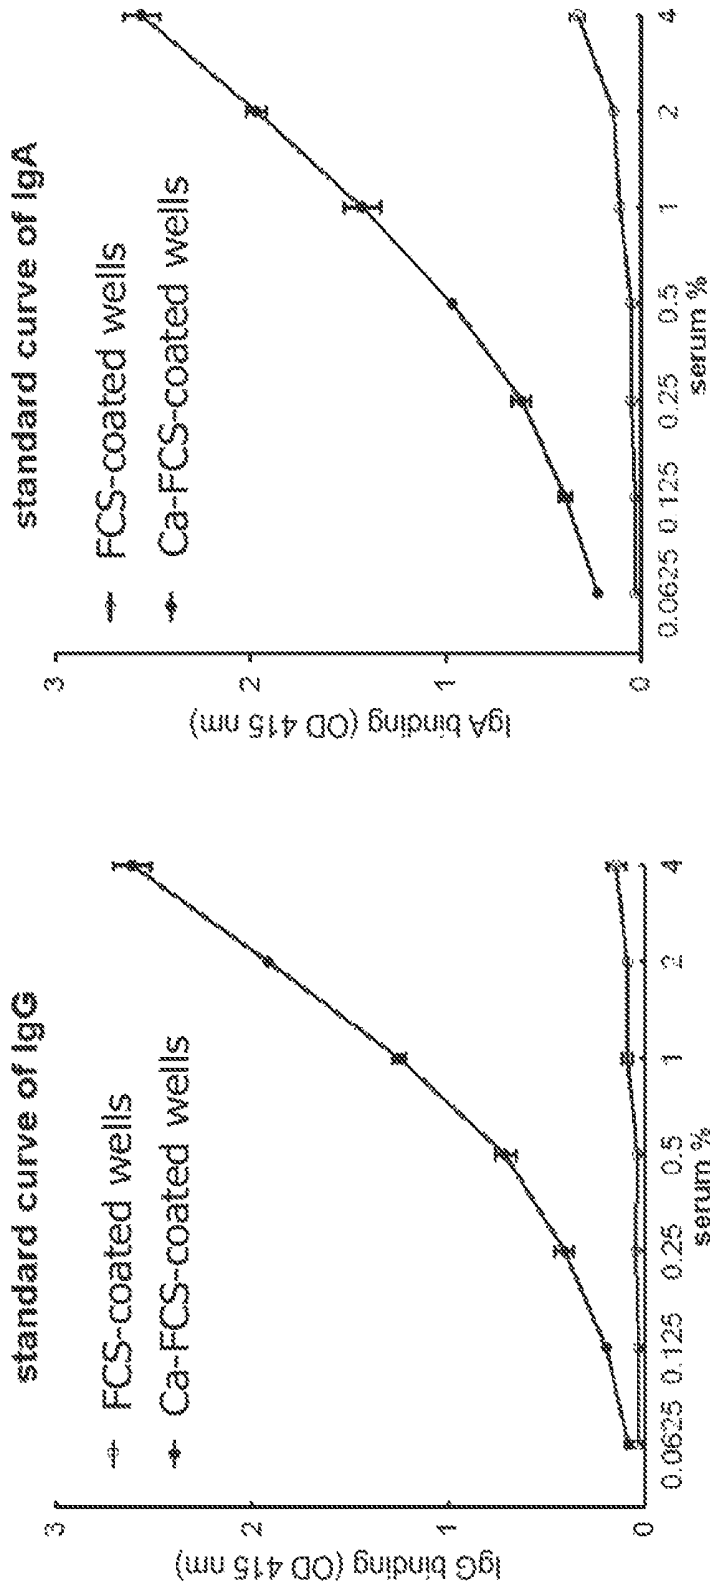 standard curve of IgG
FCS-coated wells
Ca-FCS-coated wells
IgG binding (OD 415 nm)
3
2
1
0
0.0625 0.125 0.25 0.5 1 2 4
serum %
standard curve of IgA
FCS-coated wells
Ca-FCS-coated wells
IgA binding (OD 415 nm)
3
2
1
0
0.0625 0.125 0.25 0.5 1 2 4
serum %